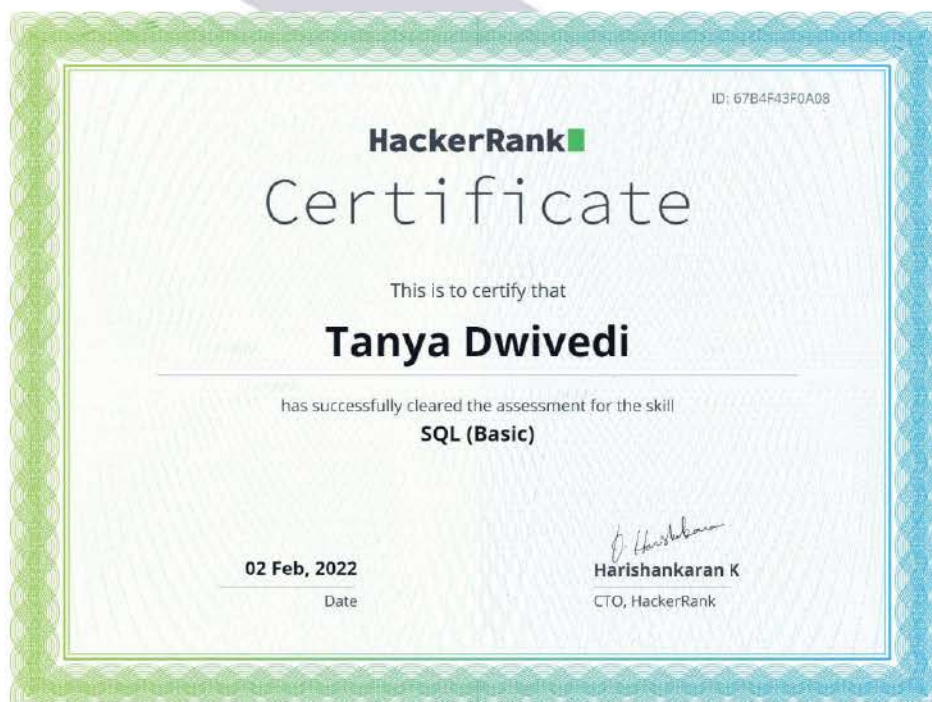 ID: 67B4F43F0A08
HackerRank
Certificate
This is to certify that
Tanya Dwivedi
has successfully cleared the assessment for the skill
SQL (Basic)
02 Feb, 2022
Date
Harishankaran K
CTO, HackerRank